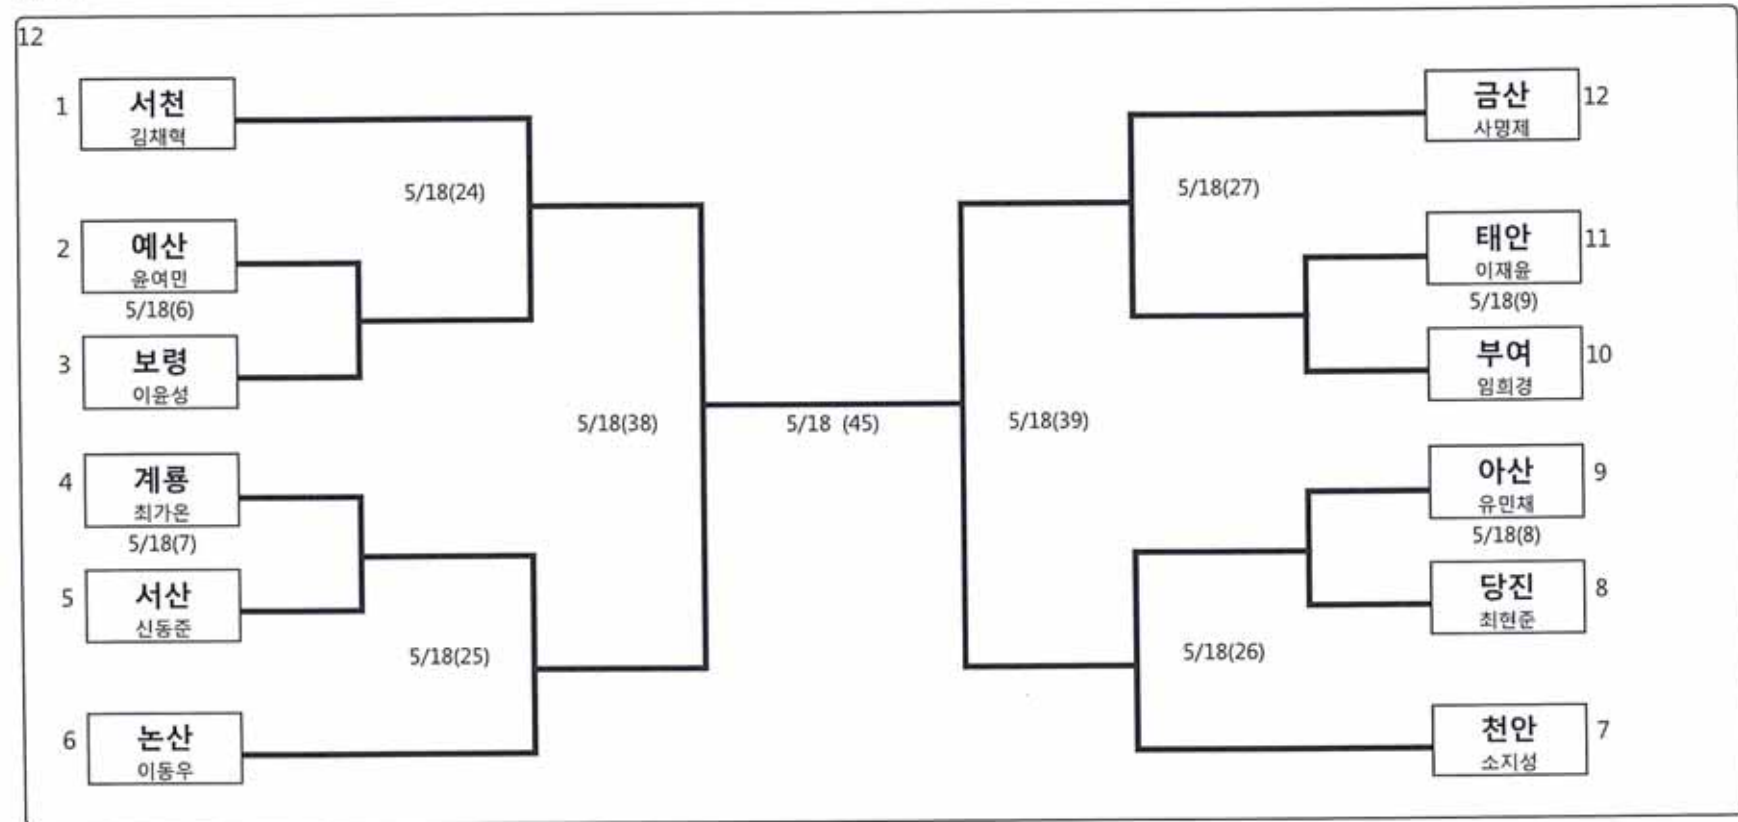 12
1
서천
김채혁
5/18(24)
2
예산
윤여민
5/18(6)
3
보령
이윤성
5/18(38)
4
계룡
최가온
5/18(7)
5
서산
신동준
5/18(25)
6
논산
이동우
5/18 (45)
금산
사명제
12
5/18(27)
태안
이재윤
11
5/18(9)
부여
임희경
10
5/18(39)
아산
유민채
9
5/18(8)
당진
최현준
8
5/18(26)
천안
소지성
7